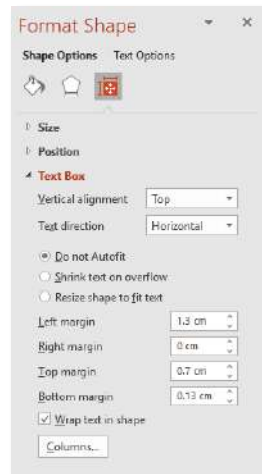 Format Shape
Shape Options Text Options
Size
Position
Text Box
Vertical alignment Top
Text direction Horizontal
Do not Autofit
Shrink text on overflow
Resize shape to fit text
Left margin 1.3 cm
Right margin 0 cm
Top margin 0.7 cm
Bottom margin 0.13 cm
Wrap text in shape
Columns...